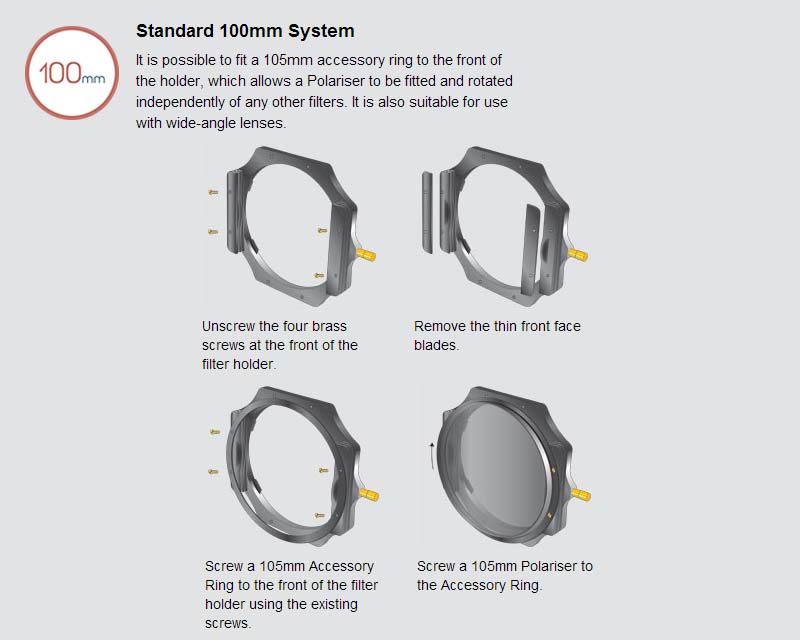 100mm
Standard 100mm System
It is possible to fit a 105mm accessory ring to the front of
the holder, which allows a Polariser to be fitted and rotated
independently of any other filters. It is also suitable for use
with wide-angle lenses.
Unscrew the four brass
screws at the front of the
filter holder.
Remove the thin front face
blades.
Screw a 105mm Accessory
Ring to the front of the filter
holder using the existing
screws.
Screw a 105mm Polariser to
the Accessory Ring.